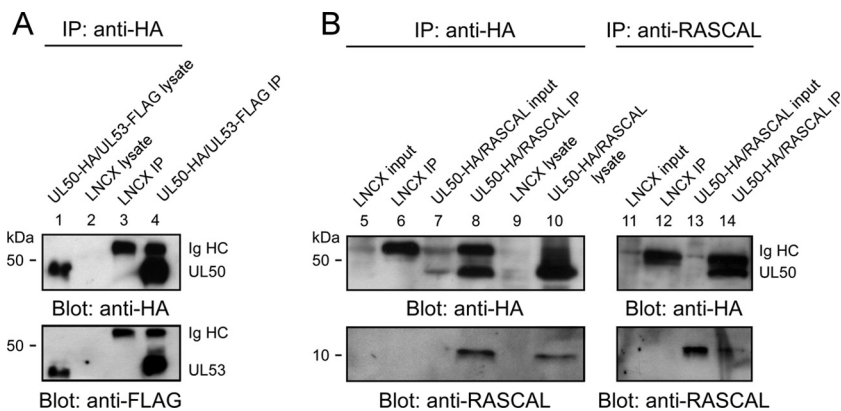 A
IP: anti-HA
UL50-HA/UL53-FLAG lysate
LNCX lysate
LNCX IP
UL50-HA/UL53-FLAG IP
1 2 3 4
kDa
50
Ig HC
UL50
Blot: anti-HA
50
Ig HC
UL53
Blot: anti-FLAG
B
IP: anti-HA
IP: anti-RASCAL
LNCX input
LNCX IP
UL50-HA/RASCAL input
UL50-HA/RASCAL IP
LNCX lysate
UL50-HA/RASCAL
lysate
LNCX input
LNCX IP
UL50-HA/RASCAL input
UL50-HA/RASCAL IP
5 6 7 8 9 10 11 12 13 14
kDa
50
Ig HC
UL50
Blot: anti-HA
Blot: anti-HA
10
Blot: anti-RASCAL
Blot: anti-RASCAL